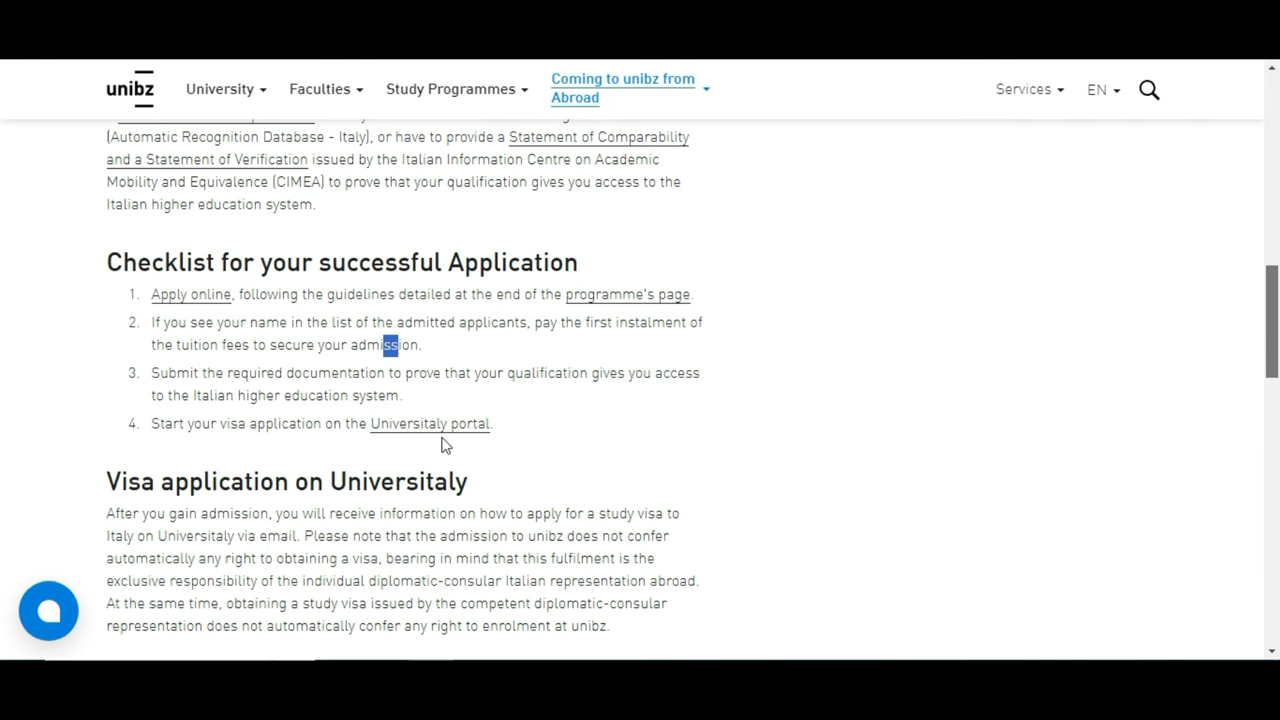 unibz
University
Faculties
Study Programmes
Coming to unibz from
Abroad
Services
EN
(Automatic Recognition Database - Italy), or have to provide a Statement of Comparability
and a Statement of Verification issued by the Italian Information Centre on Academic
Mobility and Equivalence (CIMEA) to prove that your qualification gives you access to the
Italian higher education system.
Checklist for your successful Application
1. Apply online, following the guidelines detailed at the end of the programme's page.
2. If you see your name in the list of the admitted applicants, pay the first instalment of
the tuition fees to secure your admission.
3. Submit the required documentation to prove that your qualification gives you access
to the Italian higher education system.
4. Start your visa application on the Universitaly portal.
Visa application on Universitaly
After you gain admission, you will receive information on how to apply for a study visa to
Italy on Universitaly via email. Please note that the admission to unibz does not confer
automatically any right to obtaining a visa, bearing in mind that this fulfilment is the
exclusive responsibility of the individual diplomatic-consular Italian representation abroad.
At the same time, obtaining a study visa issued by the competent diplomatic-consular
representation does not automatically confer any right to enrolment at unibz.